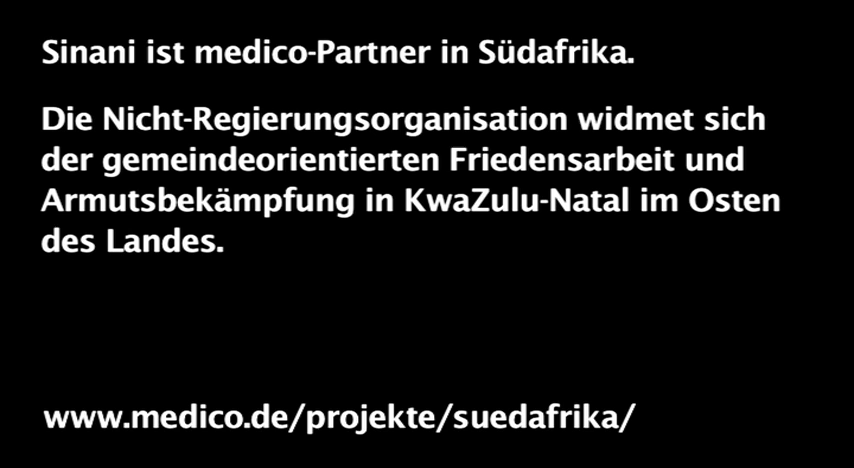 Sinani ist medico-Partner in Südafrika.
Die Nicht-Regierungsorganisation widmet sich
der gemeindeorientierten Friedensarbeit und
Armutsbekämpfung in KwaZulu-Natal im Osten
des Landes.
www.medico.de/projekte/suedafrika/